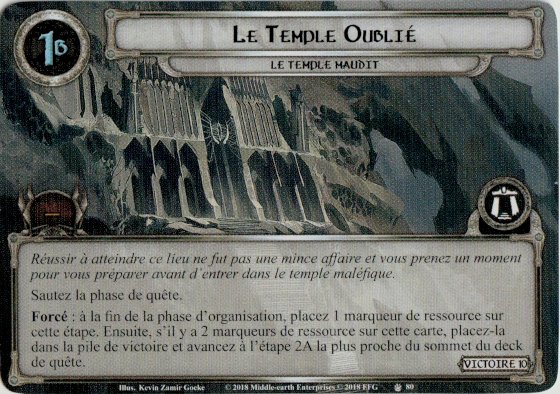 1B
LE TEMPLE OUBLIÉ
LE TEMPLE MAUDIT
–
Réussir à atteindre ce lieu ne fut pas une mince affaire et vous prenez un moment
pour vous préparer avant d'entrer dans le temple maléfique.
Sautez la phase de quête.
Forcé : à la fin de la phase d'organisation, placez 1 marqueur de ressource sur
cette étape. Ensuite, s'il y a 2 marqueurs de ressource sur cette carte, placez-la
dans la pile de victoire et avancez à l'étape 2A la plus proche du sommet du deck
de quête.
VICTOIRE 10
Illus. Kevin Zamir Goeke © 2018 Middle-earth Enterprises © 2018 FFG 80